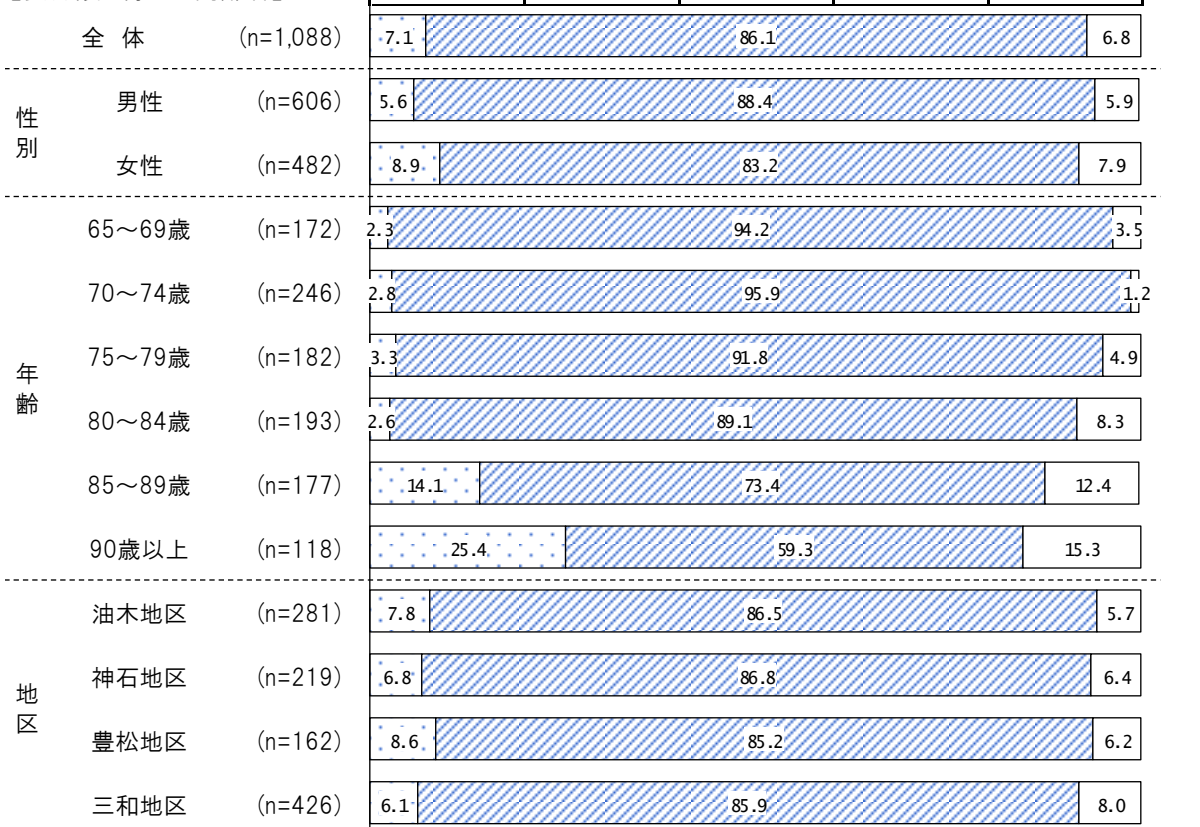 全 体 (n=1,088) 7.1 86.1 6.8
性別
男性 (n=606) 5.6 88.4 5.9
女性 (n=482) 8.9 83.2 7.9
年齢
65～69歳 (n=172) 2.3 94.2 3.5
70～74歳 (n=246) 2.8 95.9 1.2
75～79歳 (n=182) 3.3 91.8 4.9
80～84歳 (n=193) 2.6 89.1 8.3
85～89歳 (n=177) 14.1 73.4 12.4
90歳以上 (n=118) 25.4 59.3 15.3
地区
油木地区 (n=281) 7.8 86.5 5.7
神石地区 (n=219) 6.8 86.8 6.4
豊松地区 (n=162) 8.6 85.2 6.2
三和地区 (n=426) 6.1 85.9 8.0